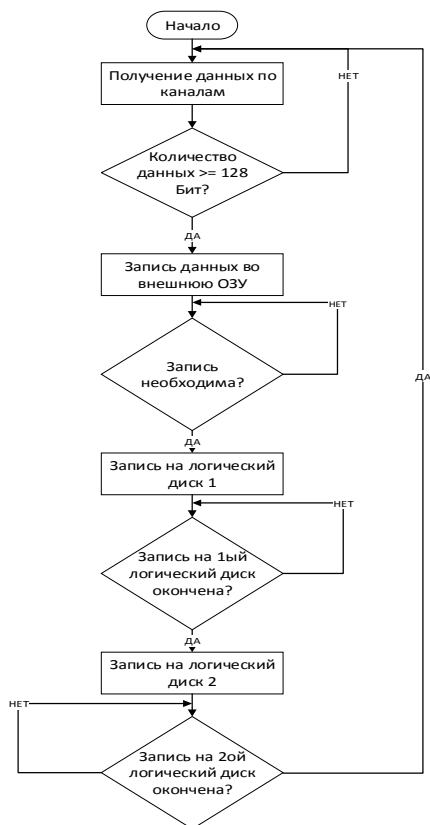 Начало
Получение данных по
каналам
НЕТ
Количество
данных >= 128
Бит?
ДА
Запись данных во
внешнюю ОЗУ
НЕТ
Запись
необходима?
ДА
ДА
Запись на логический
диск 1
НЕТ
Запись на 1ый
логический диск
окончена?
ДА
Запись на логический
диск 2
НЕТ
Запись на 2ой
логический диск
окончена?